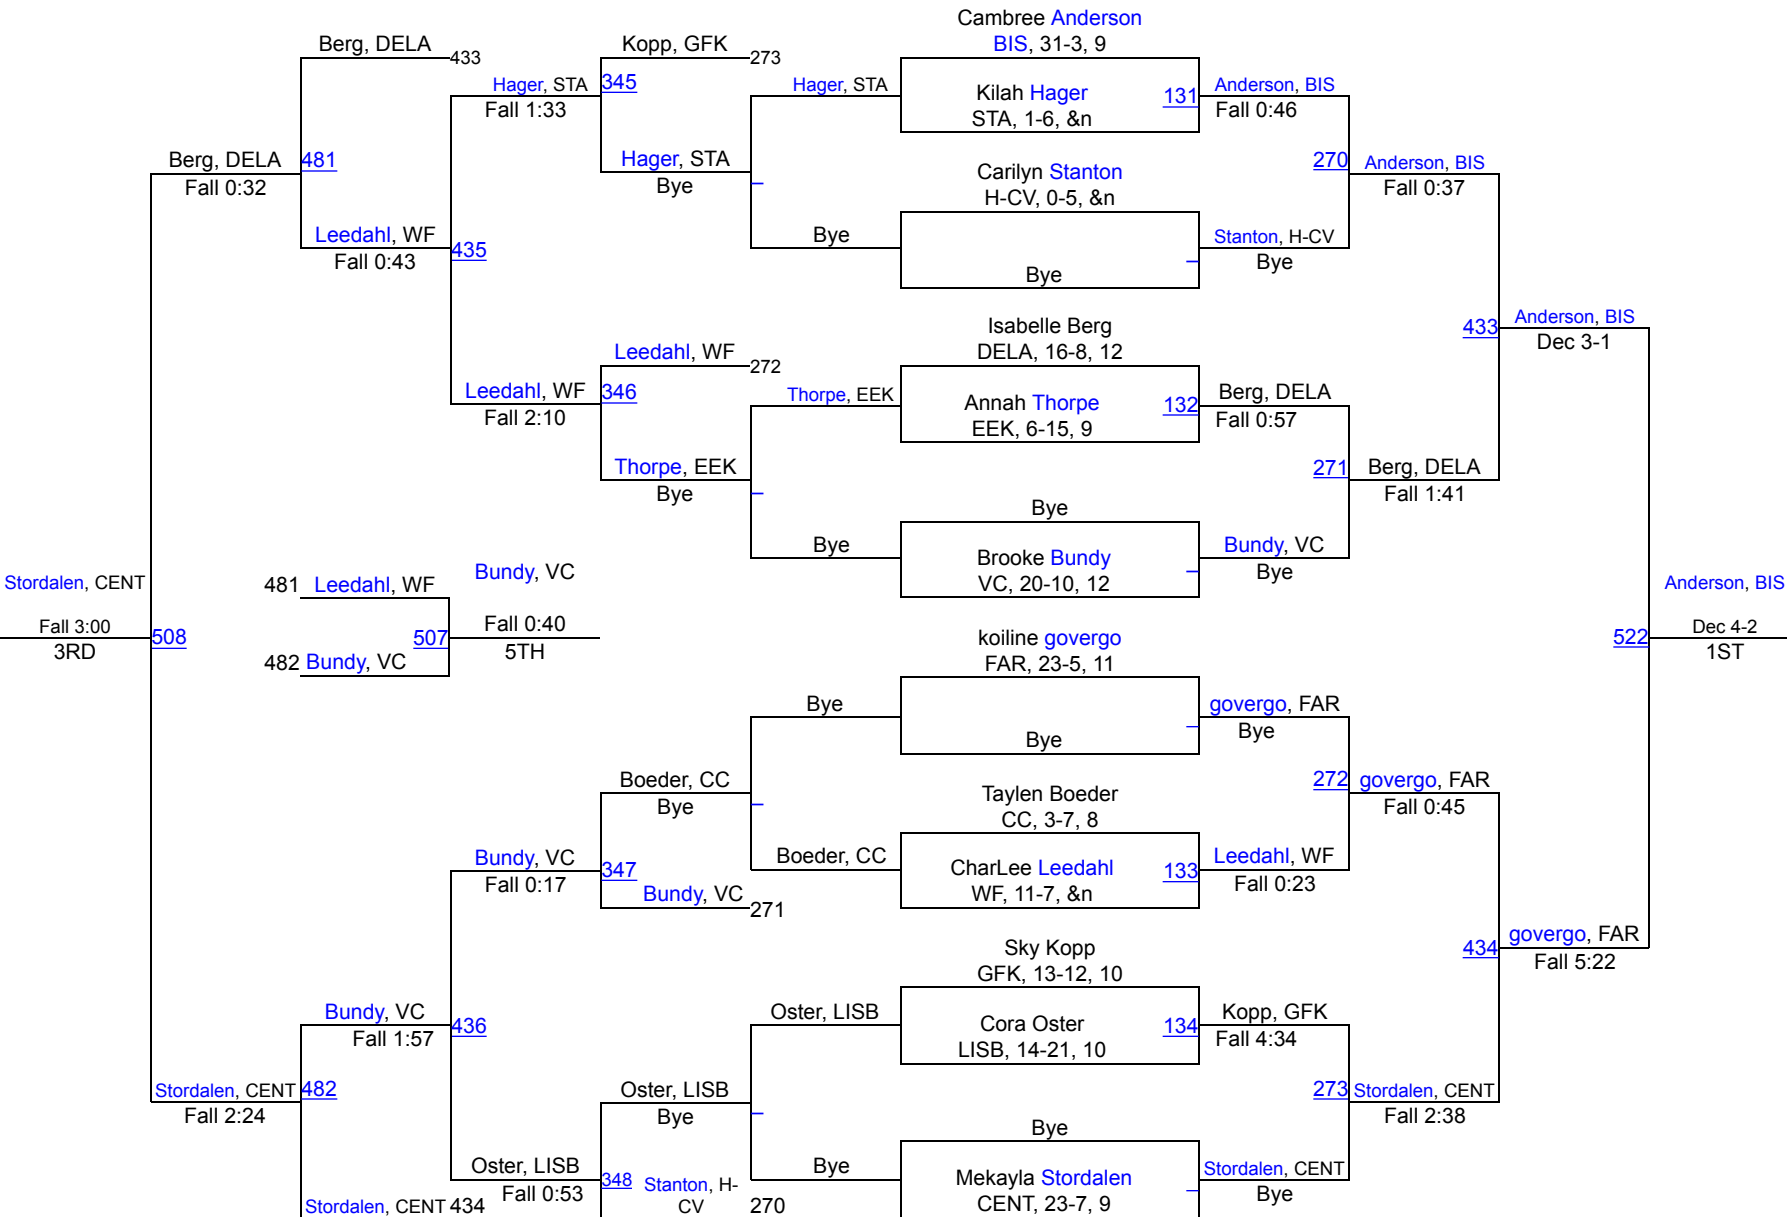 Cambree Anderson
BIS, 31-3, 9
Berg, DELA
433
Kopp, GFK
273
Hager, STA
345
Fall 1:33
Hager, STA
Kilah Hager
STA, 1-6, &n
131
Anderson, BIS
Fall 0:46
Berg, DELA
481
Fall 0:32
Hager, STA
Bye
Carilyn Stanton
H-CV, 0-5, &n
270
Anderson, BIS
Fall 0:37
Leedahl, WF
435
Fall 0:43
Bye
Bye
Stanton, H-CV
Bye
Isabelle Berg
DELA, 16-8, 12
433
Anderson, BIS
Dec 3-1
Leedahl, WF
272
Leedahl, WF
346
Fall 2:10
Thorpe, EEK
Annah Thorpe
EEK, 6-15, 9
132
Berg, DELA
Fall 0:57
Thorpe, EEK
Bye
271
Berg, DELA
Fall 1:41
Bye
Bye
Brooke Bundy
VC, 20-10, 12
Bundy, VC
Bye
Stordalen, CENT
481 Leedahl, WF
Bundy, VC
Anderson, BIS
Fall 3:00
508
3RD
507
Fall 0:40
5TH
482 Bundy, VC
koiline govergo
FAR, 23-5, 11
522
Dec 4-2
1ST
Bye
Bye
govergo, FAR
Bye
Boeder, CC
Bye
Taylen Boeder
CC, 3-7, 8
272
govergo, FAR
Fall 0:45
Bundy, VC
347
Fall 0:17
Boeder, CC
CharLee Leedahl
WF, 11-7, &n
133
Leedahl, WF
Fall 0:23
Bundy, VC
271
Sky Kopp
GFK, 13-12, 10
434
govergo, FAR
Fall 5:22
Bundy, VC
436
Fall 1:57
Oster, LISB
Cora Oster
LISB, 14-21, 10
134
Kopp, GFK
Fall 4:34
Stordalen, CENT
482
Fall 2:24
Oster, LISB
Bye
273
Stordalen, CENT
Fall 2:38
Bye
Oster, LISB
348
Fall 0:53
Bye
Mekayla Stordalen
CENT, 23-7, 9
Stordalen, CENT
Bye
Stordalen, CENT 434
Stanton, H-
CV
270